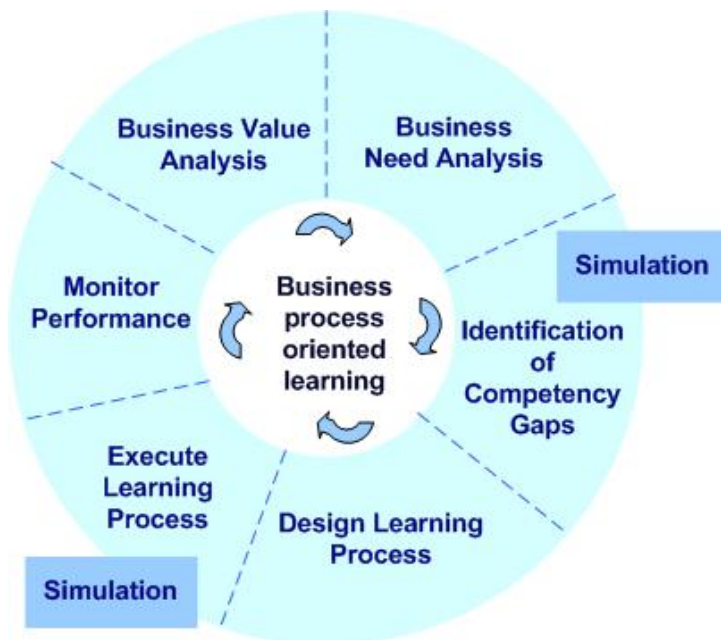 Business Value
Analysis
Business
Need Analysis
Simulation
Monitor
Performance
Business
process
oriented
learning
Identification
of
Competency
Gaps
Execute
Learning
Process
Design Learning
Process
Simulation